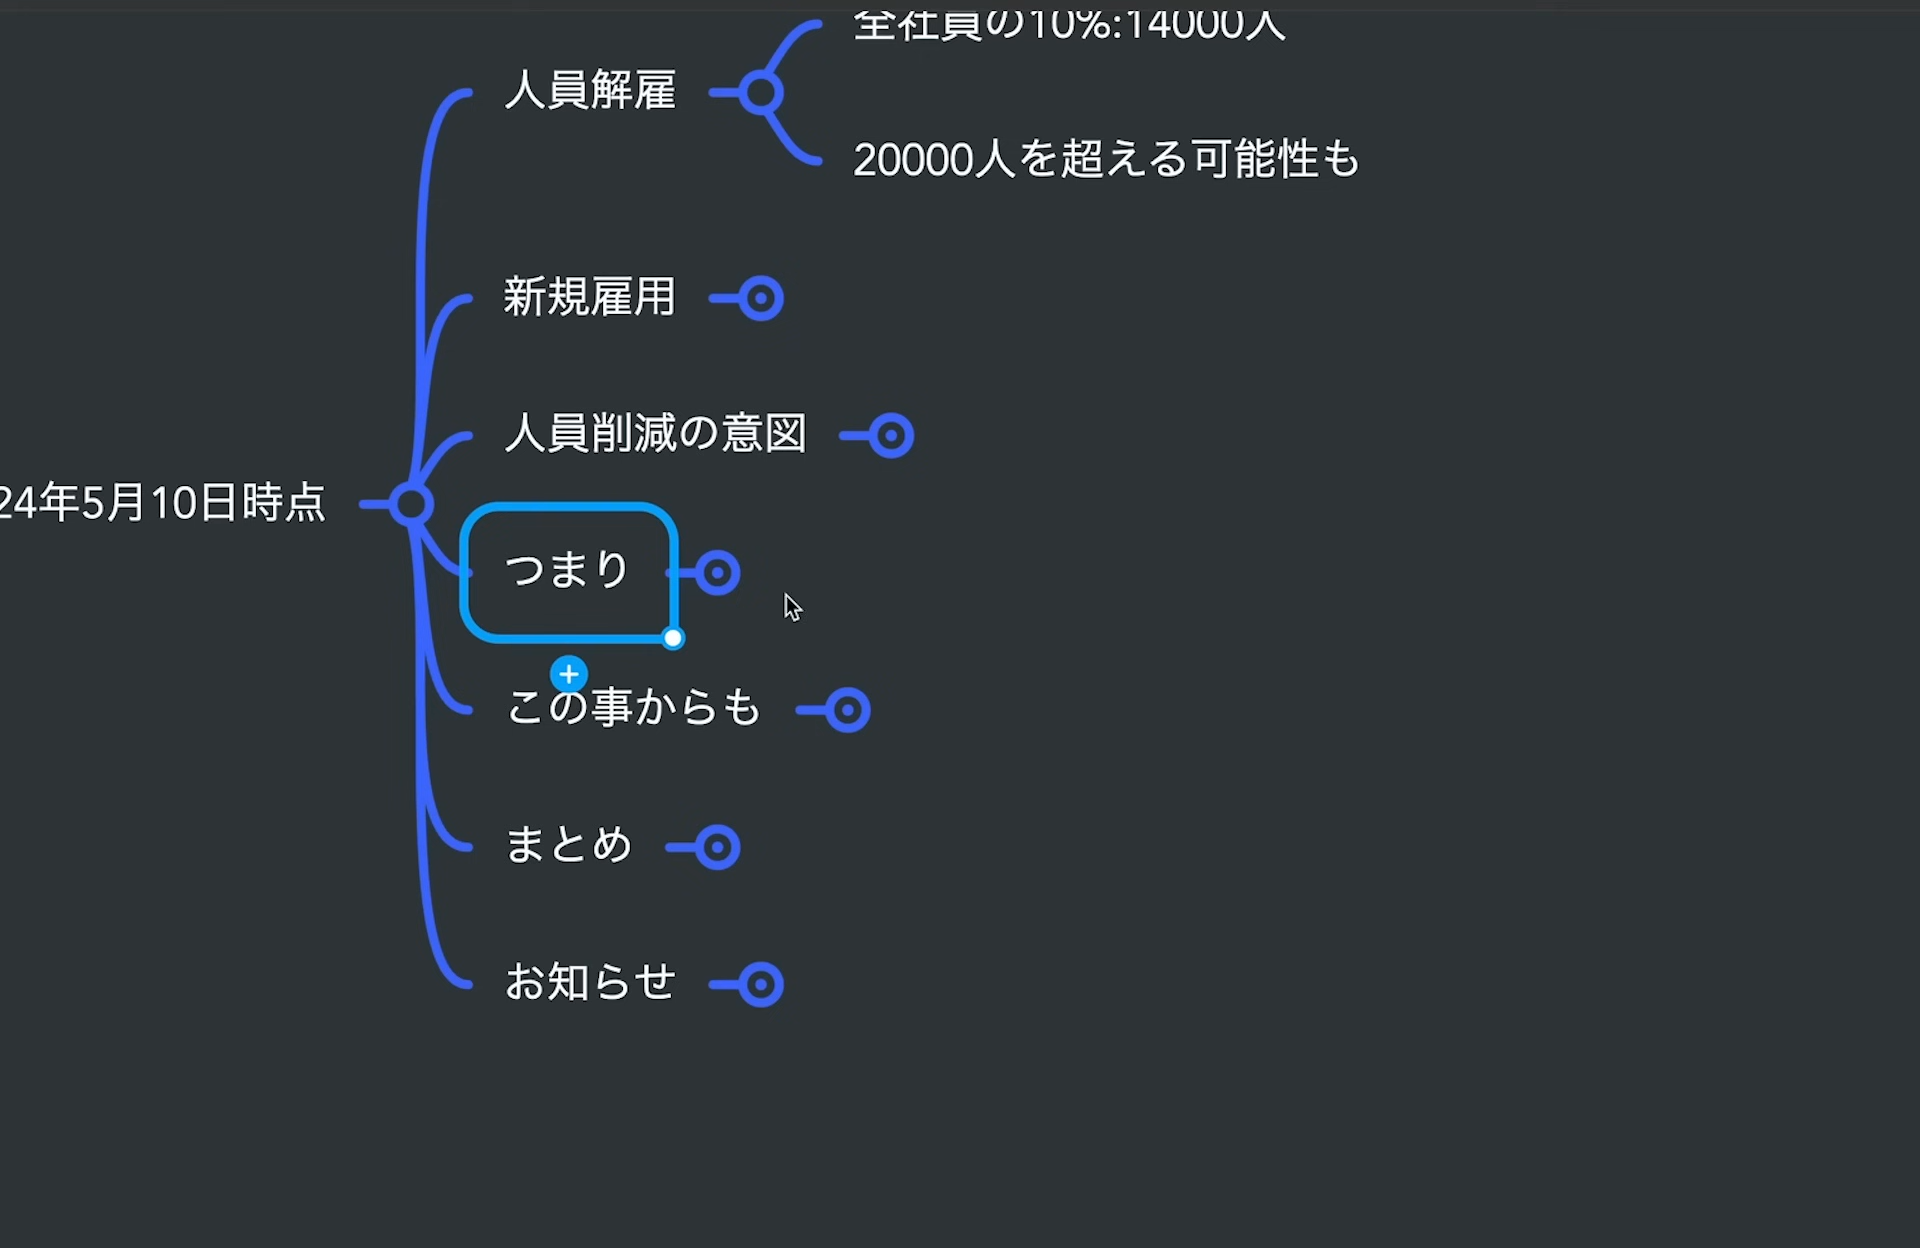 全社員の10%:14000人
人員解雇
20000人を超える可能性も
新規雇用
人員削減の意図
24年5月10日時点
つまり
この事からも
まとめ
お知らせ